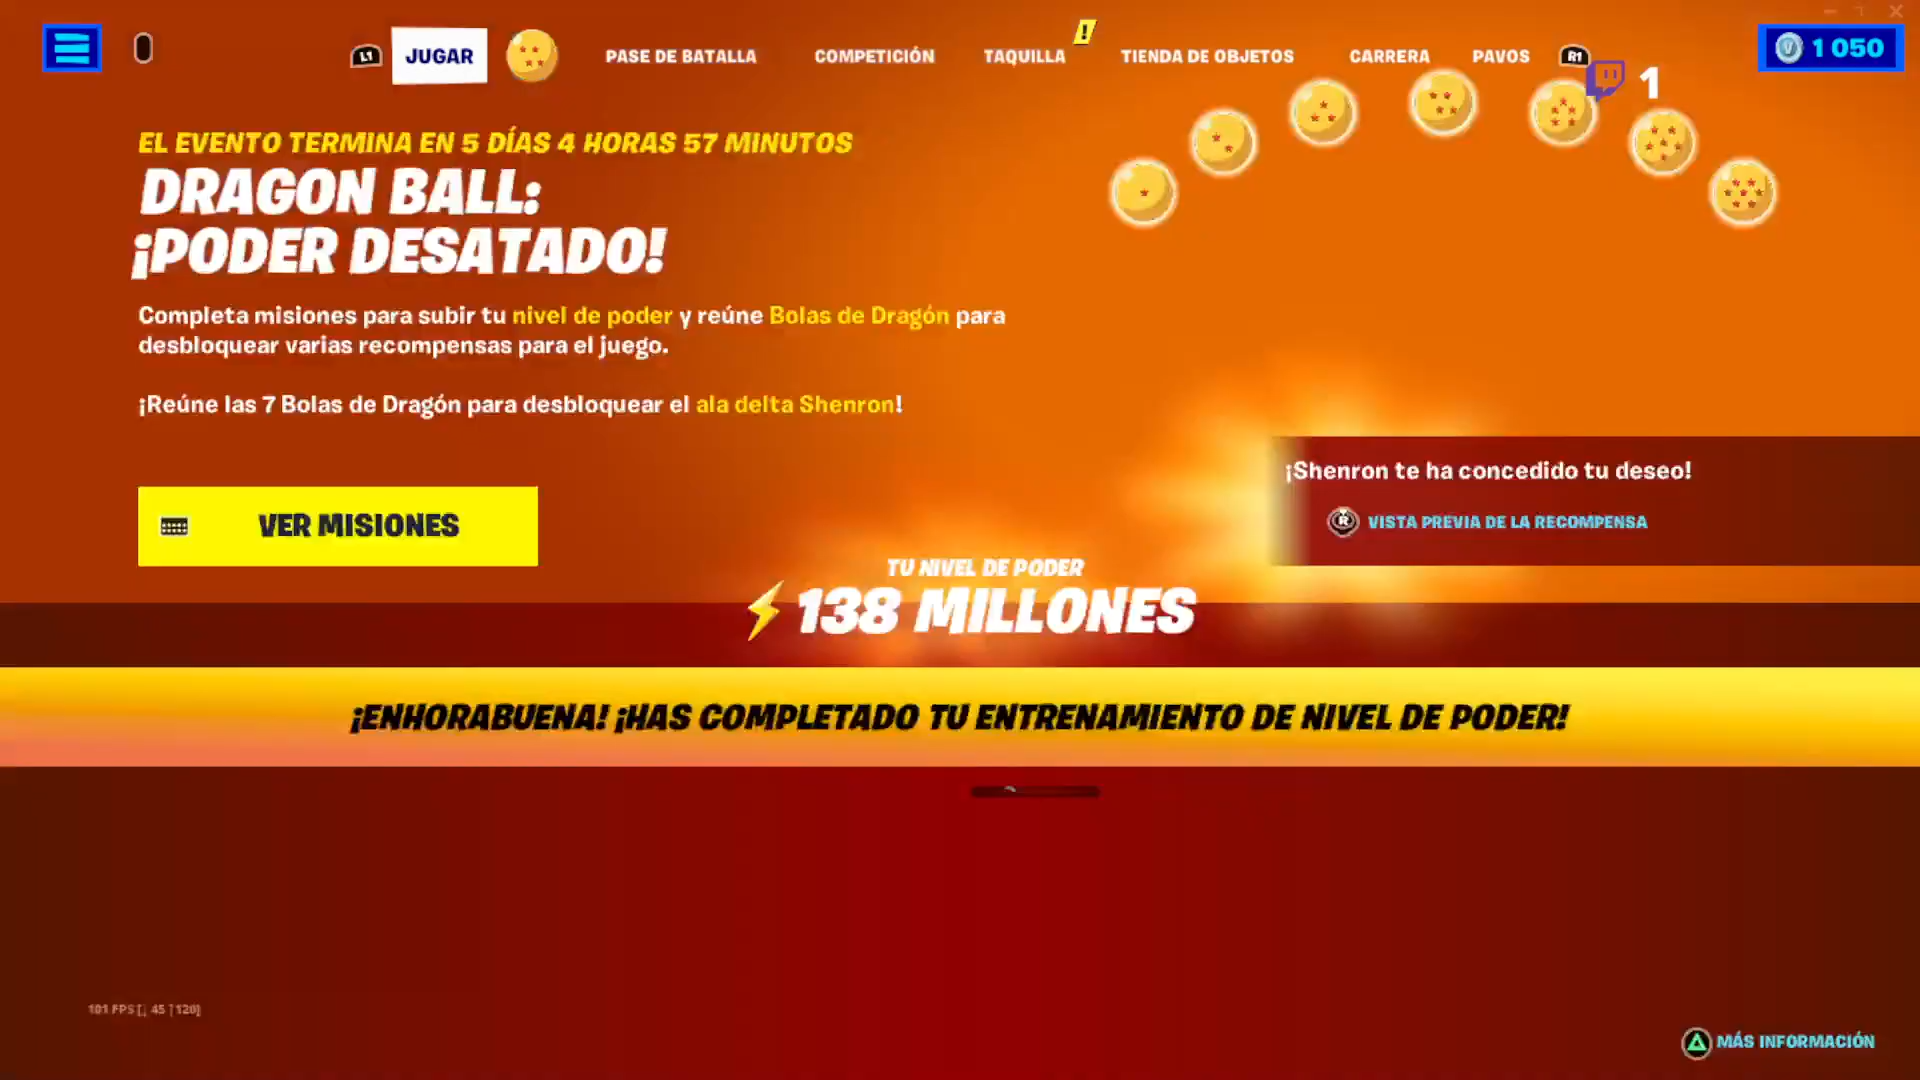 L1
JUGAR
PASE DE BATALLA
COMPETICIÓN
TAQUILLA
!
TIENDA DE OBJETOS
CARRERA
PAVOS
R1
1
V 1 050
EL EVENTO TERMINA EN 5 DÍAS 4 HORAS 57 MINUTOS
DRAGON BALL:
¡PODER DESATADO!
Completa misiones para subir tu nivel de poder y reúne Bolas de Dragón para
desbloquear varias recompensas para el juego.
¡Reúne las 7 Bolas de Dragón para desbloquear el ala delta Shenron!
¡Shenron te ha concedido tu deseo!
R VISTA PREVIA DE LA RECOMPENSA
VER MISIONES
TU NIVEL DE PODER
138 MILLONES
¡ENHORABUENA! ¡HAS COMPLETADO TU ENTRENAMIENTO DE NIVEL DE PODER!
101 FPS [↓ 45 ↑120]
MÁS INFORMACIÓN